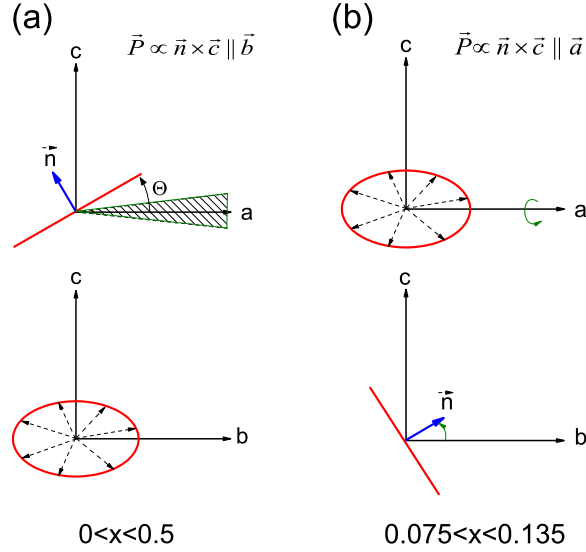 (a)
P⃗ ∝ n⃗ × c⃗ ∥ b⃗
c
n⃗
Θ
a
c
b
0<x<0.5
(b)
P⃗ ∝ n⃗ × c⃗ ∥ a⃗
c
a
c
n⃗
b
0.075<x<0.135